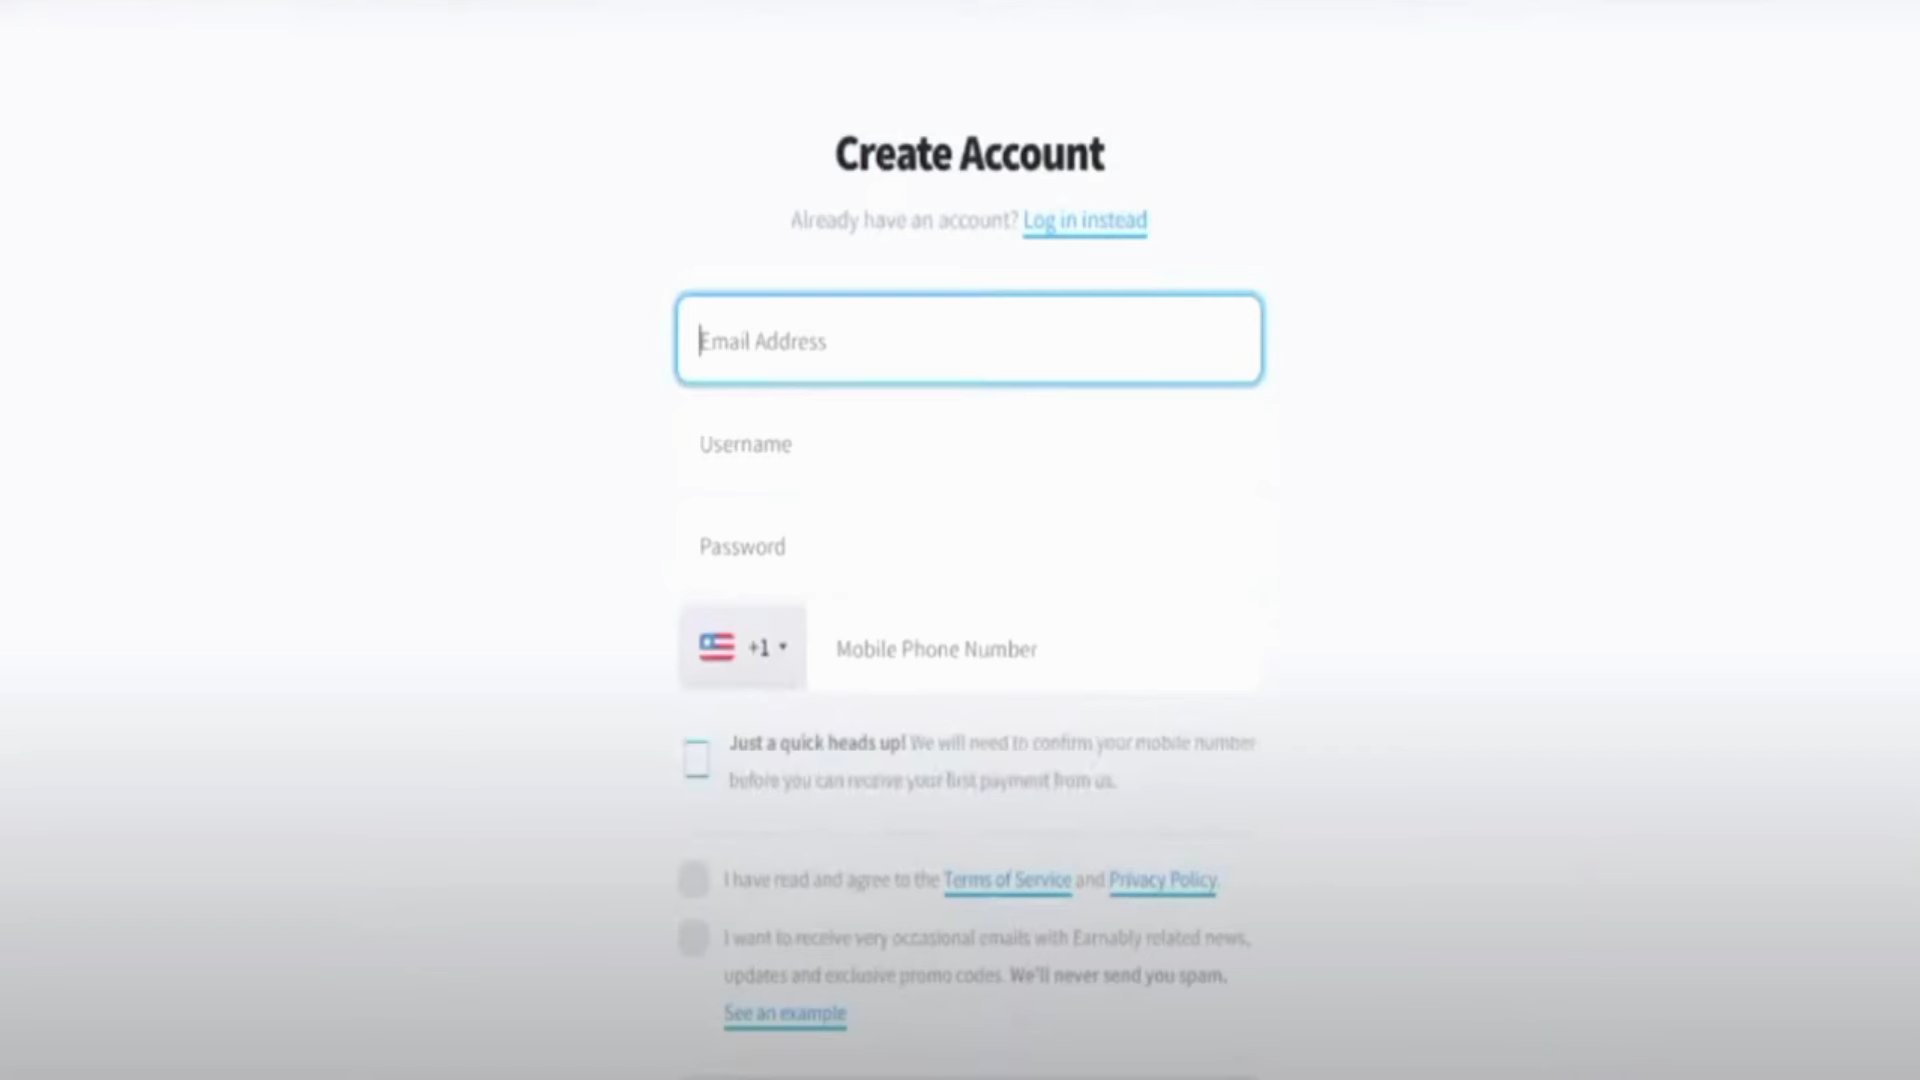 Create Account
Already have an account? Log in instead
Email Address
Username
Password
+1 Mobile Phone Number
Just a quick heads up! We will need to confirm your mobile number
before you can receive your first payment from us.
I have read and agree to the Terms of Service and Privacy Policy.
I want to receive very occasional emails with Earnably related news,
updates and exclusive promo codes. We'll never send you spam.
See an example